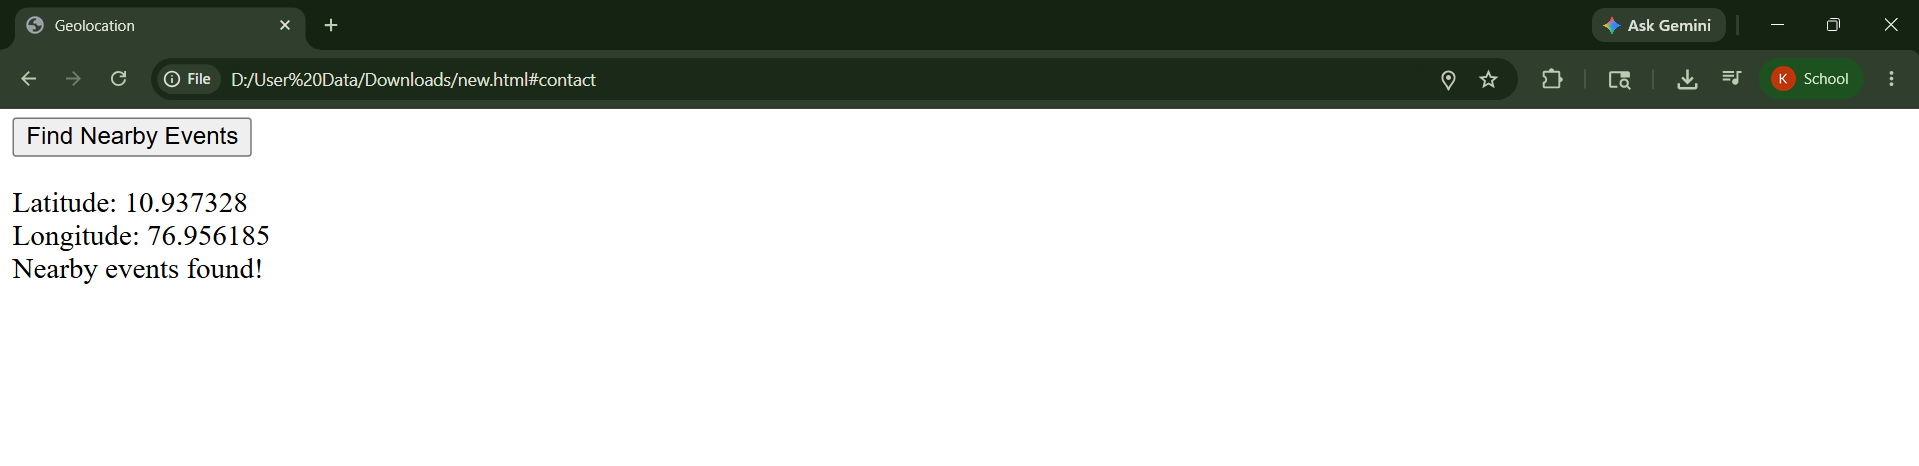 Geolocation
Ask Gemini
File D:/User%20Data/Downloads/new.html#contact
K School
Find Nearby Events
Latitude: 10.937328
Longitude: 76.956185
Nearby events found!